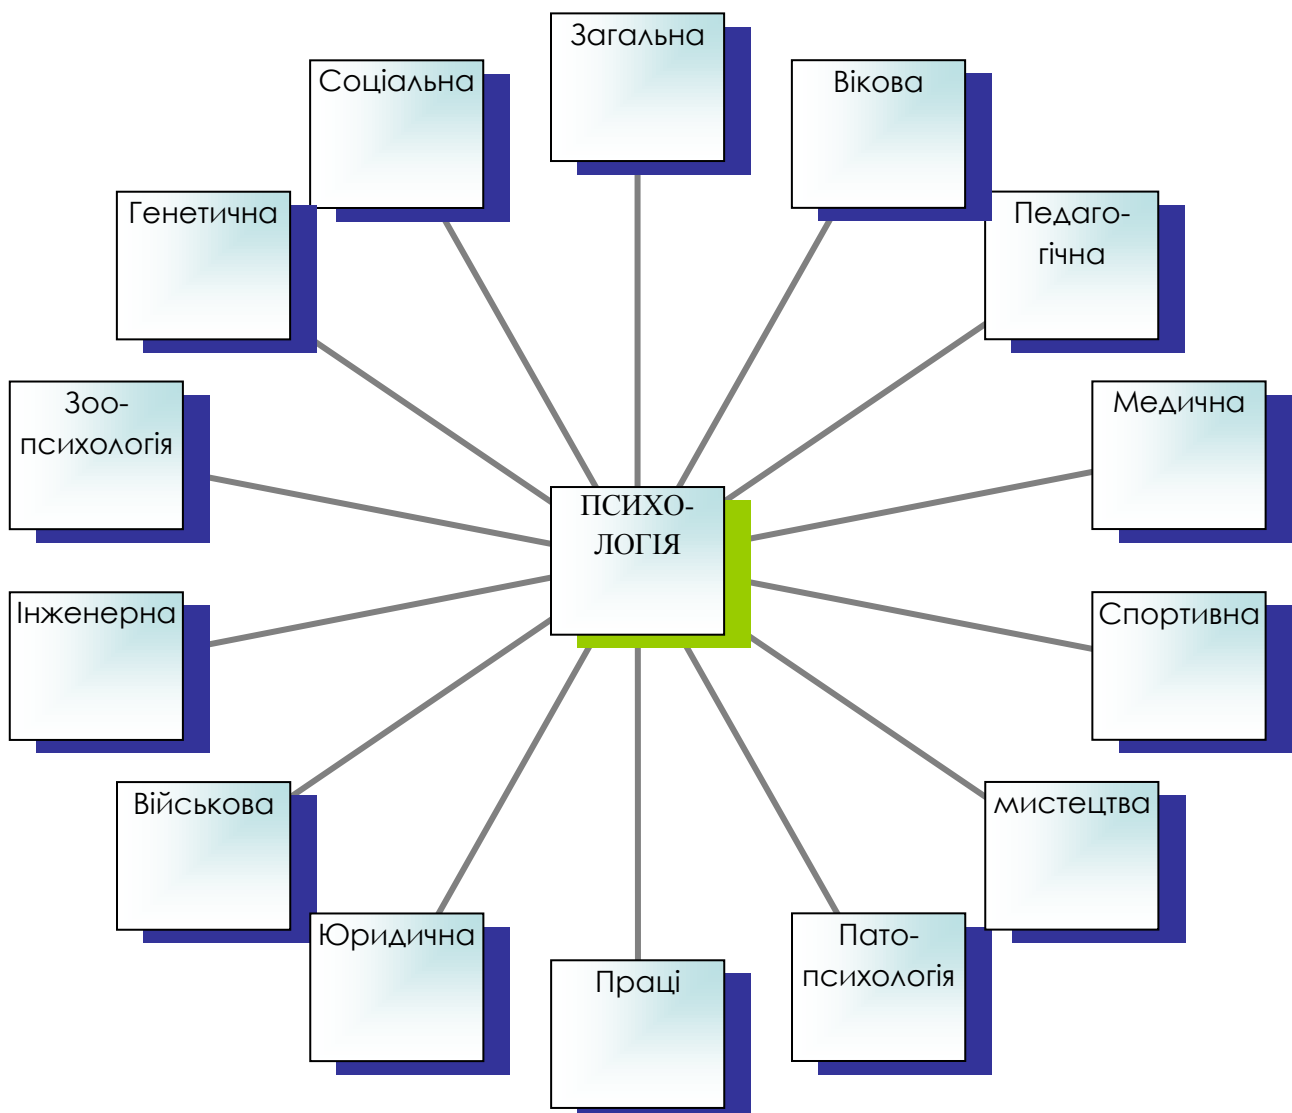 Загальна
Вікова
Педаго-
гічна
Медична
Спортивна
мистецтва
Пато-
психологія
Праці
Юридична
Військова
Інженерна
Зоо-
психологія
Генетична
Соціальна
ПСИХО-
ЛОГІЯ